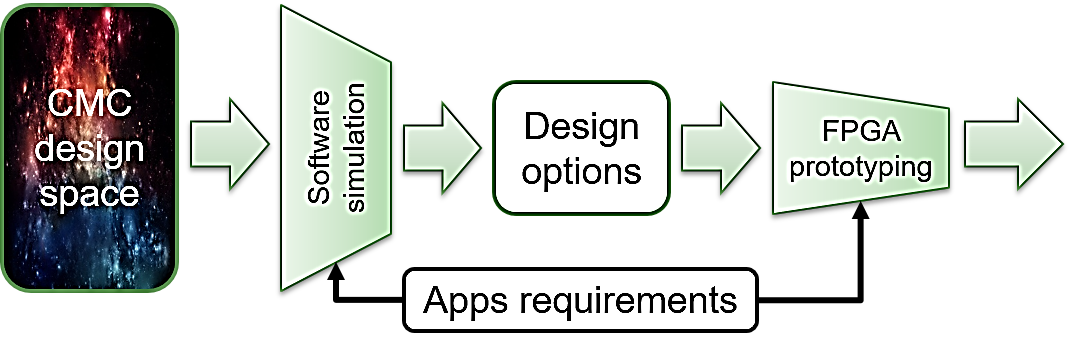 CMC
design
space
Software
simulation
Design
options
FPGA
prototyping
Apps requirements